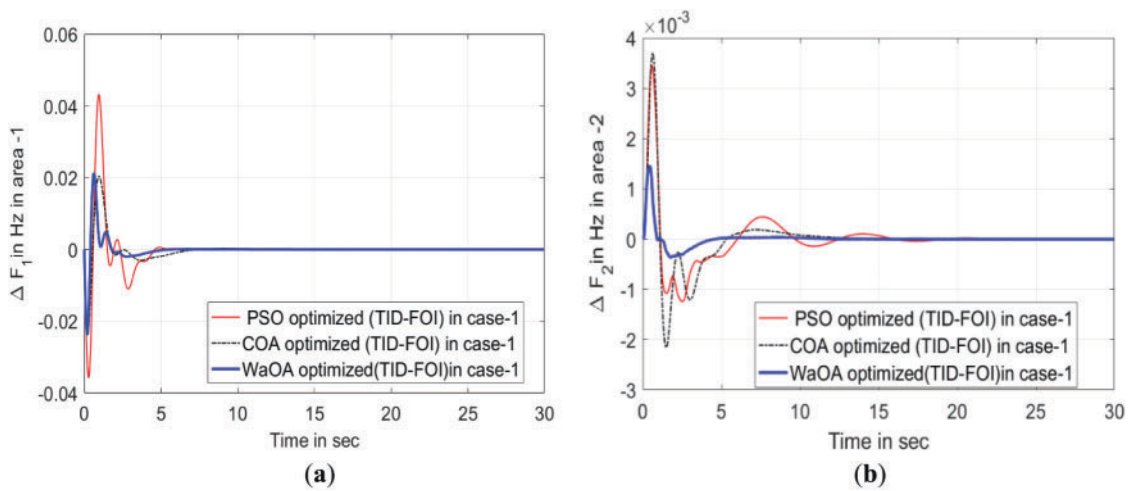 0.06
0.04
0.02
0
-0.02
-0.04
Δ F1 in Hz in area -1
PSO optimized (TID-FOI) in case-1
COA optimized (TID-FOI) in case-1
WaOA optimized(TID-FOI)in case-1
0 5 10 15 20 25 30
Time in sec
(a)
×10-3
4
3
2
1
0
-1
-2
-3
Δ F2 in Hz in area -2
PSO optimized (TID-FOI) in case-1
COA optimized (TID-FOI) in case-1
WaOA optimized(TID-FOI)in case-1
0 5 10 15 20 25 30
Time in sec
(b)